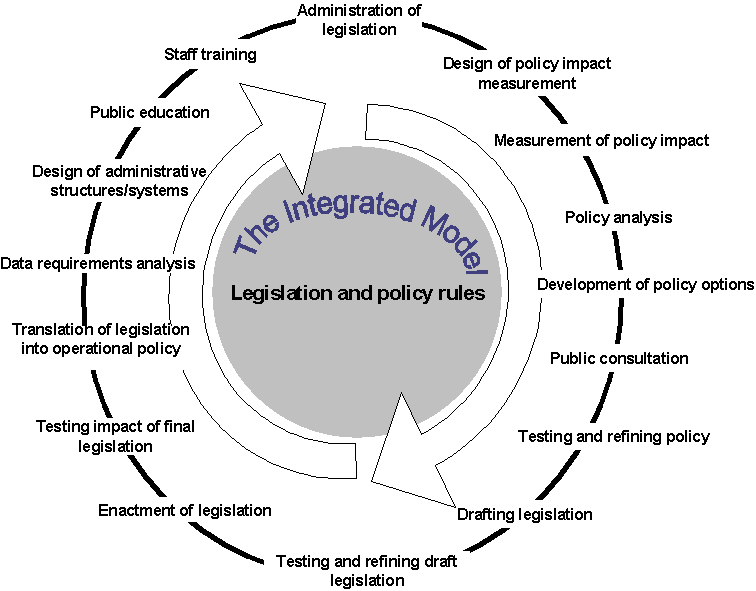 Administration of
legislation
Design of policy impact
measurement
Measurement of policy impact
Policy analysis
Development of policy options
Public consultation
Testing and refining policy
Drafting legislation
Testing and refining draft
legislation
Enactment of legislation
Testing impact of final
legislation
Translation of legislation
into operational policy
Data requirements analysis
Design of administrative
structures/systems
Public education
Staff training
The Integrated Model
Legislation and policy rules